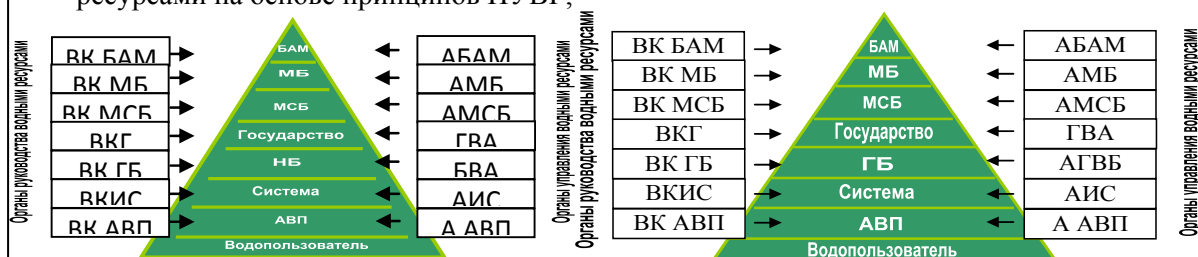 ресурсами на основе принципов ИУВР;
Органы руководства водными ресурсами
ВК БАМ
ВК МБ
ВК МСБ
ВКГ
ВК ГБ
ВКИС
ВК АВП
БАМ
МБ
МСБ
Государство
НБ
Система
АВП
Водопользователь
АБАМ
АМБ
АМСБ
ГВА
БВА
АИС
А АВП
Органы управления водными ресурсами
Органы руководства водными ресурсами
ВК БАМ
ВК МБ
ВК МСБ
ВКГ
ВК ГБ
ВКИС
ВК АВП
БАМ
МБ
МСБ
Государство
ГБ
Система
АВП
Водопользователь
АБАМ
АМБ
АМСБ
ГВА
АГВБ
АИС
А АВП
Органы управления водными ресурсами